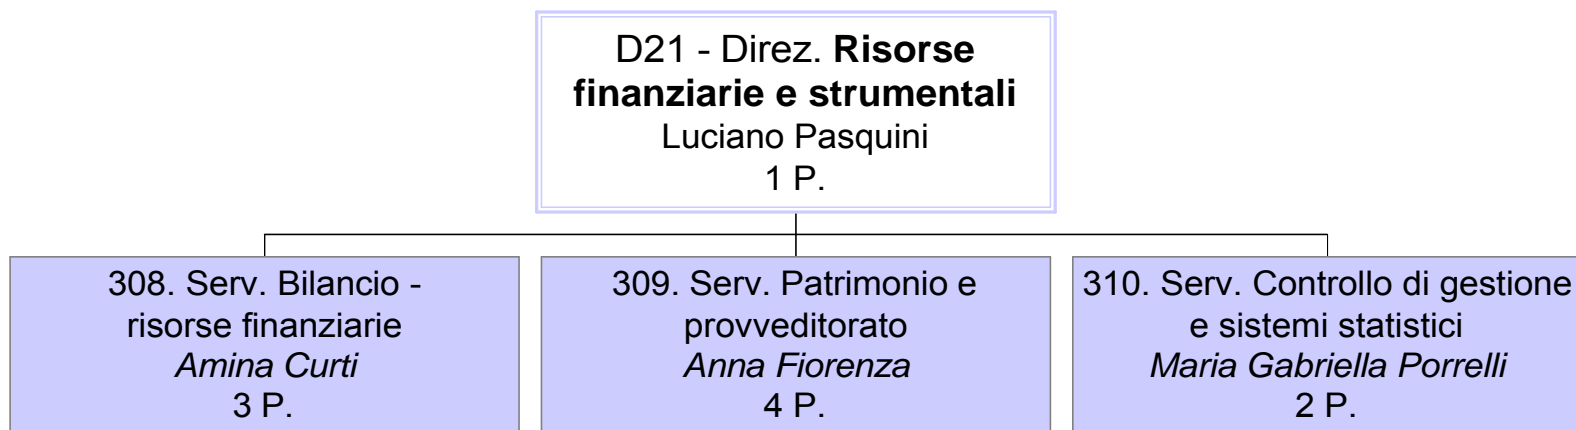 D21 - Direz. Risorse
finanziarie e strumentali
Luciano Pasquini
1 P.
308. Serv. Bilancio -
risorse finanziarie
Amina Curti
3 P.
309. Serv. Patrimonio e
provveditorato
Anna Fiorenza
4 P.
310. Serv. Controllo di gestione
e sistemi statistici
Maria Gabriella Porrelli
2 P.